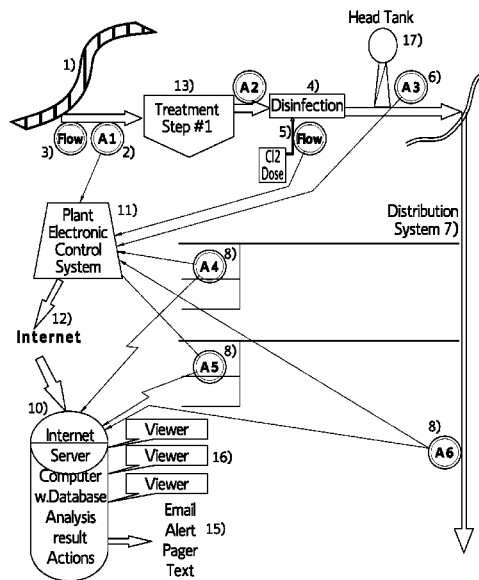 Head Tank
17)
1)
13)
A2
4)
A3
6)
Treatment
Step #1
Disinfection
3)
Flow
A1
2)
5)
Flow
Cl2
Dose
11)
Plant
Electronic
Control
System
Distribution
System 7)
A4
8)
12)
Internet
A5
8)
10)
Internet
Server
Computer
w.Database
Analysis
result
Actions
Viewer
Viewer
16)
Viewer
8)
A6
Email
Alert
15)
Pager
Text